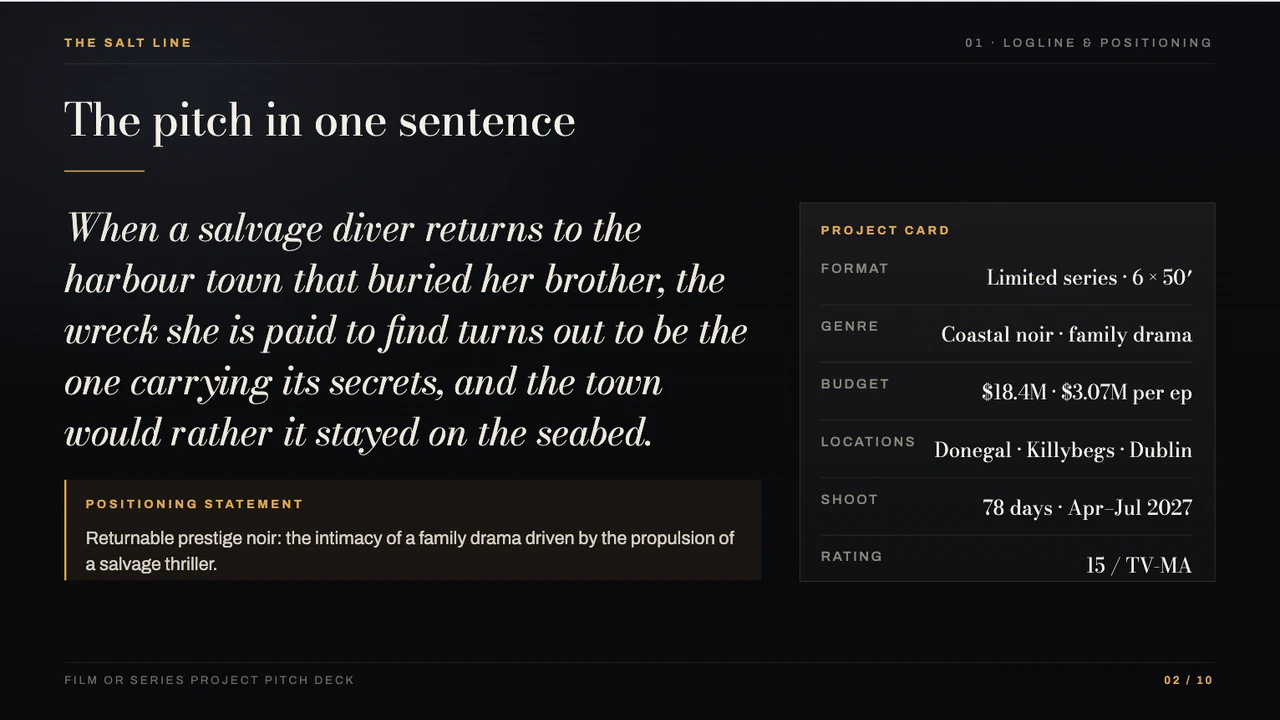 THE SALT LINE
01 · LOGLINE & POSITIONING
The pitch in one sentence
When a salvage diver returns to the
harbour town that buried her brother, the
wreck she is paid to find turns out to be the
one carrying its secrets, and the town
would rather it stayed on the seabed.
POSITIONING STATEMENT
Returnable prestige noir: the intimacy of a family drama driven by the propulsion of
a salvage thriller.
PROJECT CARD
FORMAT Limited series · 6 × 50′
GENRE Coastal noir · family drama
BUDGET $18.4M · $3.07M per ep
LOCATIONS Donegal · Killybegs · Dublin
SHOOT 78 days · Apr–Jul 2027
RATING 15 / TV-MA
FILM OR SERIES PROJECT PITCH DECK
02 / 10